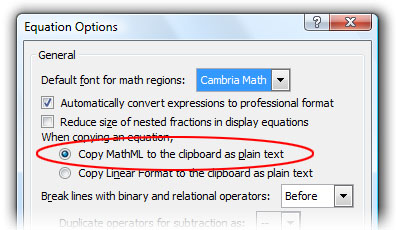 Equation Options
General
Default font for math regions: Cambria Math
Automatically convert expressions to professional format
Reduce size of nested fractions in display equations
When copying an equation,
Copy MathML to the clipboard as plain text
Copy Linear Format to the clipboard as plain text
Break lines with binary and relational operators: Before
Duplicate operators for subtraction as: --